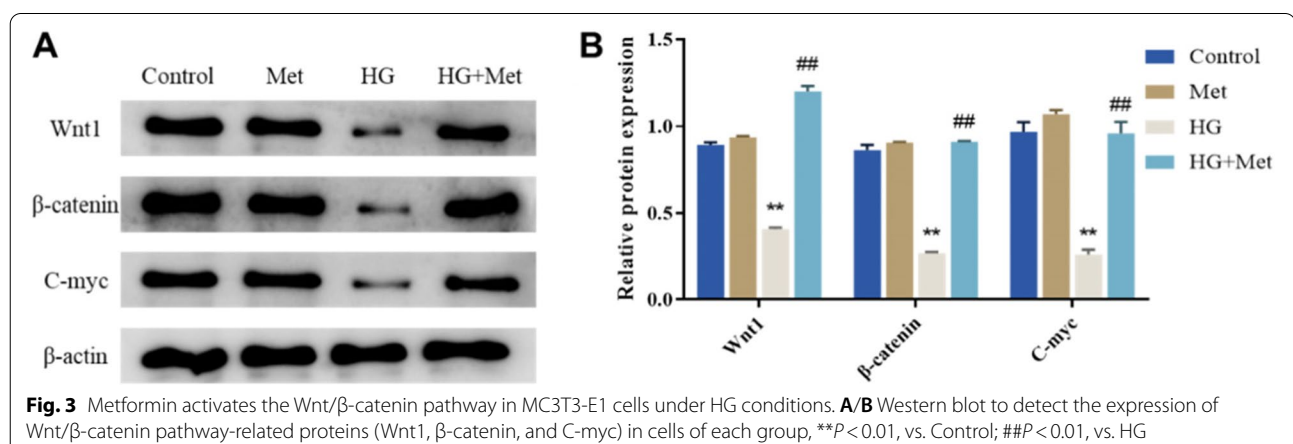 A
Control Met HG HG+Met
Wnt1
β-catenin
C-myc
β-actin
B
Relative protein expression
1.5
1.0
0.5
0.0
**
##
**
##
**
##
Wnt1
β-catenin
C-myc
Control
Met
HG
HG+Met
Fig. 3 Metformin activates the Wnt/β-catenin pathway in MC3T3-E1 cells under HG conditions. A/B Western blot to detect the expression of
Wnt/β-catenin pathway-related proteins (Wnt1, β-catenin, and C-myc) in cells of each group, **P < 0.01, vs. Control; ##P < 0.01, vs. HG